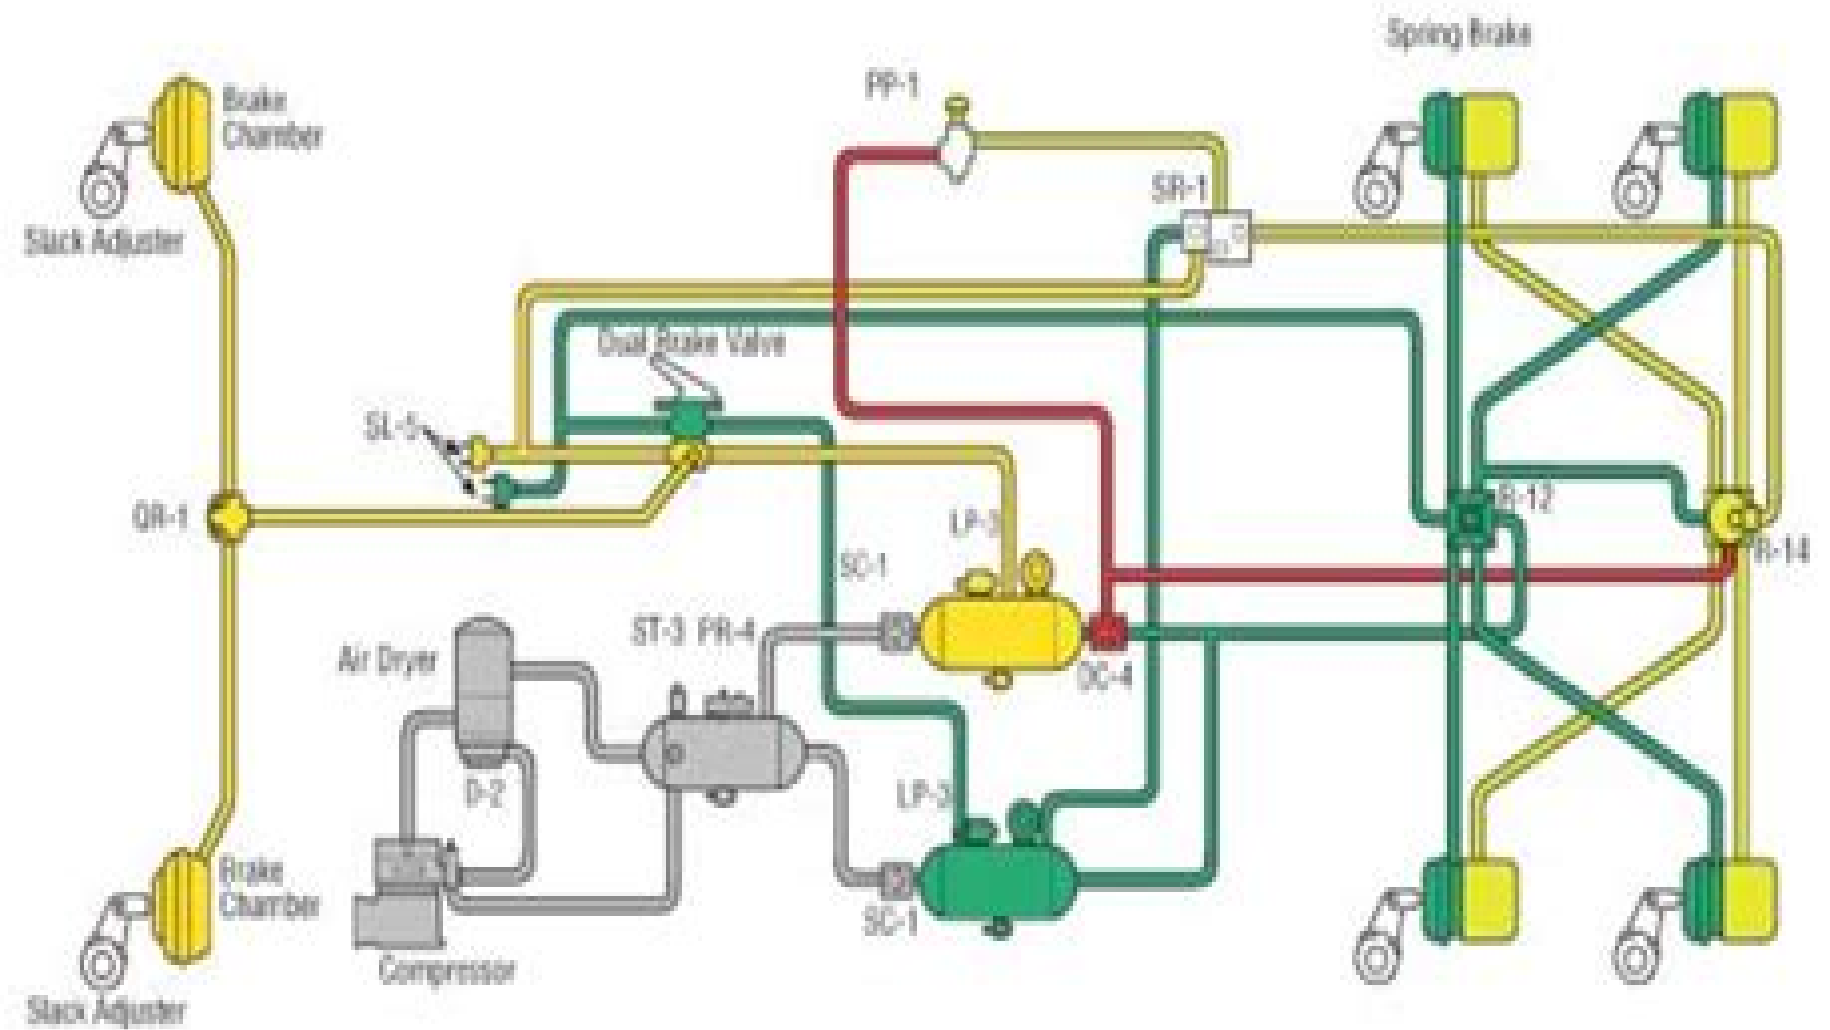 Spring Brake
PP-1
Brake
Chamber
SR-1
Slack Adjuster
Dual Brake Valve
SL-5
QR-1
R-12
LP-3
R-14
SC-1
ST-3 PR-4
Air Dryer
DC-4
D-2
LP-3
Brake
Chamber
SC-1
Compressor
Slack Adjuster